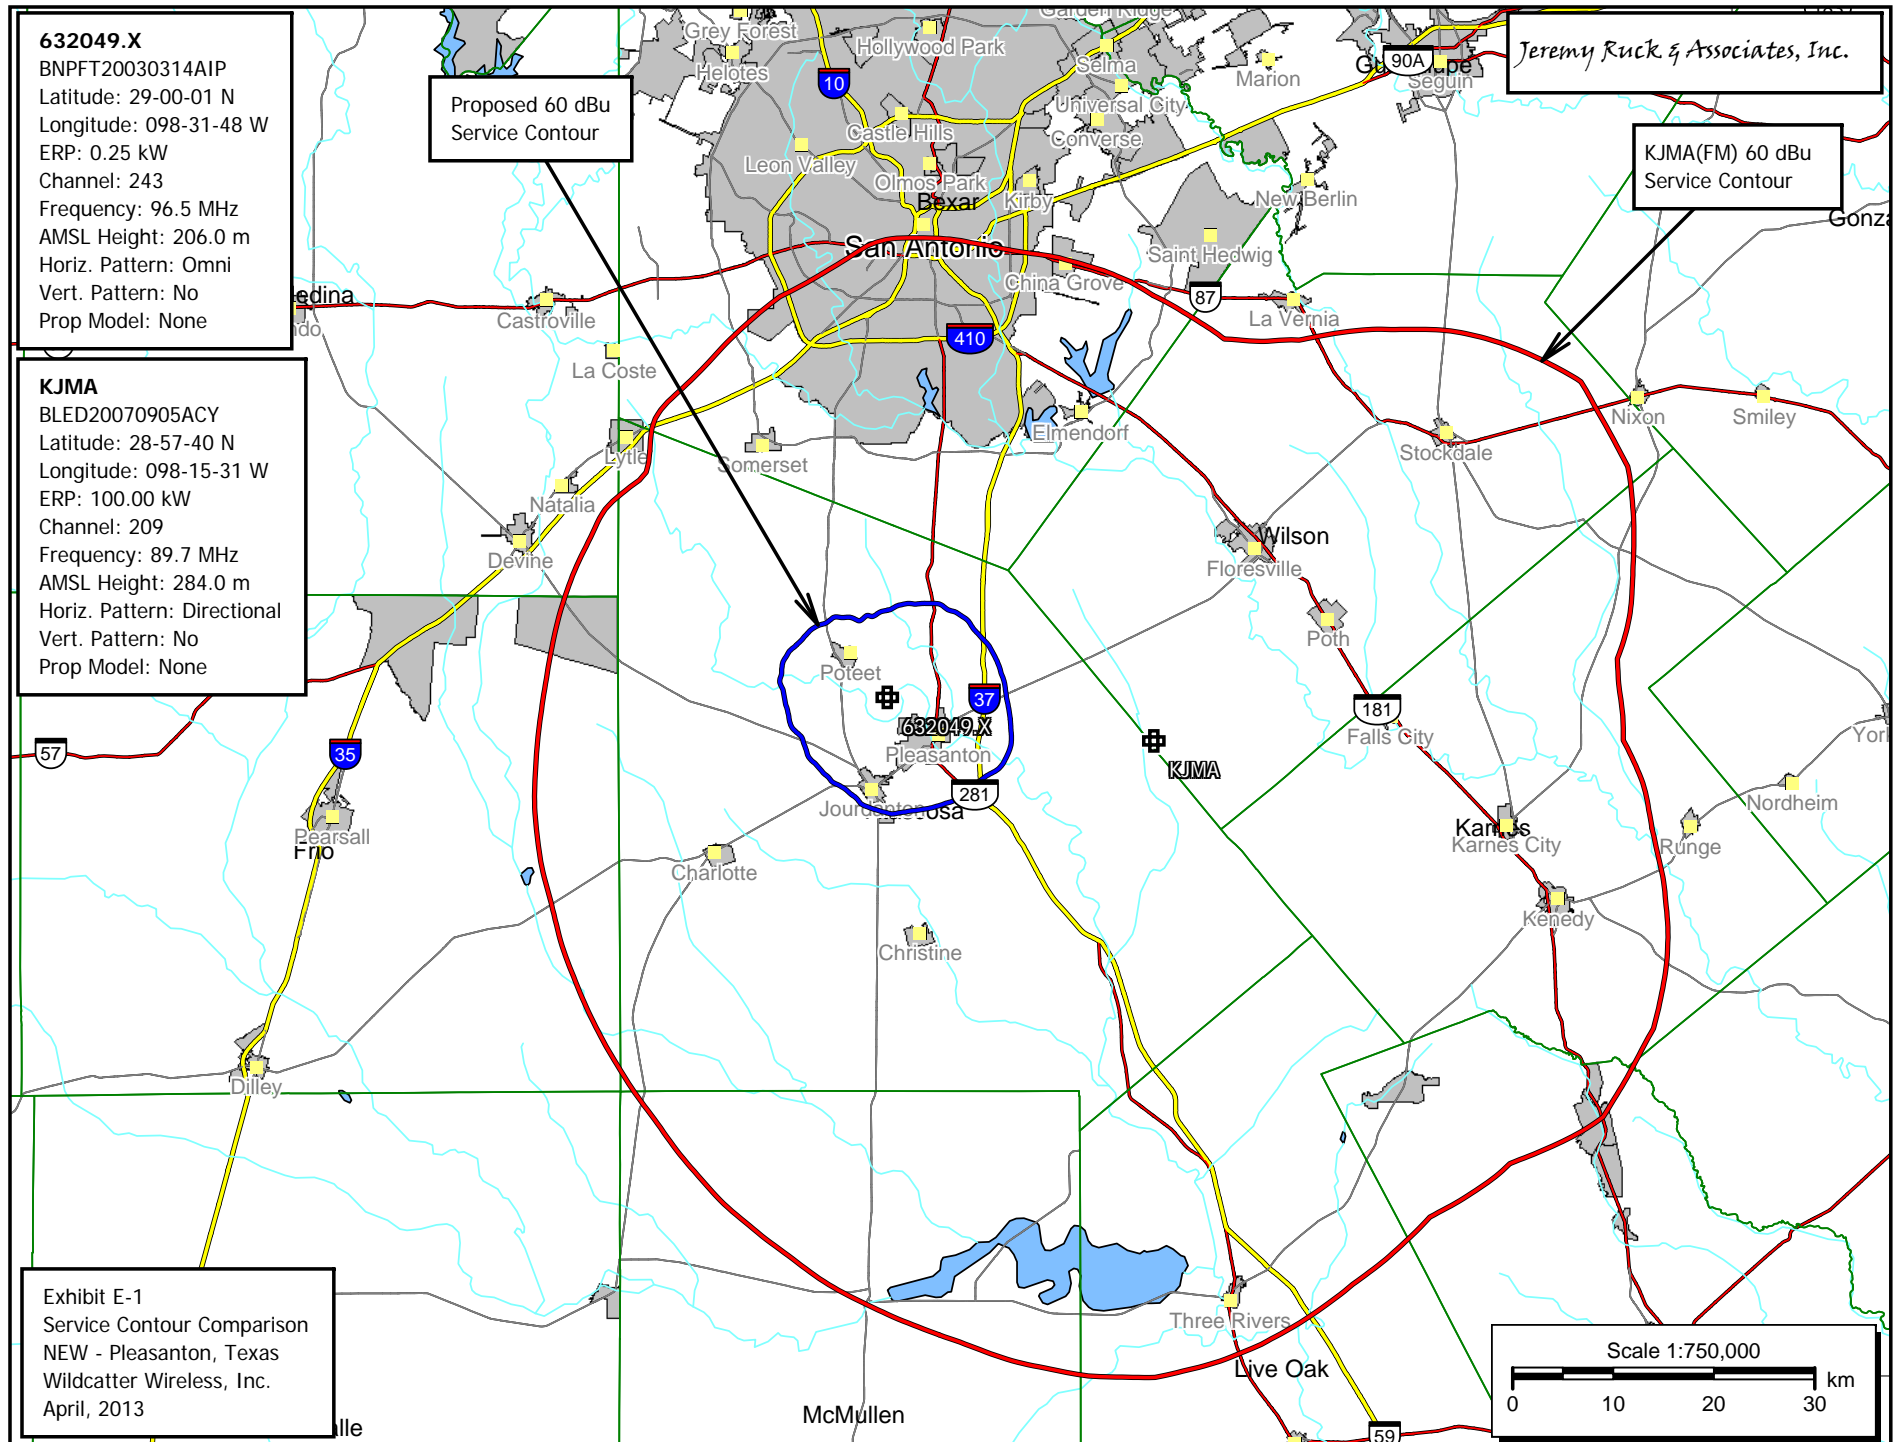 632049.X
BNPFT20030314AIP
Latitude: 29-00-01 N
Longitude: 098-31-48 W
ERP: 0.25 kW
Channel: 243
Frequency: 96.5 MHz
AMSL Height: 206.0 m
Horiz. Pattern: Omni
Vert. Pattern: No
Prop Model: None
KJMA
BLED20070905ACY
Latitude: 28-57-40 N
Longitude: 098-15-31 W
ERP: 100.00 kW
Channel: 209
Frequency: 89.7 MHz
AMSL Height: 284.0 m
Horiz. Pattern: Directional
Vert. Pattern: No
Prop Model: None
Proposed 60 dBu
Service Contour
Jeremy Ruck & Associates, Inc.
KJMA(FM) 60 dBu
Service Contour
Grey Forest
Helotes
Hollywood Park
Garden Ridge
Selma
Marion
Seguin
90A
10
Universal City
Castle Hills
Converse
Leon Valley
Olmos Park
Bexar
Kirby
New Berlin
San Antonio
Saint Hedwig
China Grove
87
La Vernia
edina
ndo
Castroville
La Coste
410
Nixon
Smiley
Elmendorf
Stockdale
Lytle
Somerset
Natalia
Devine
Wilson
Floresville
Poth
Poteet
37
632049.X
Pleasanton
181
Falls City
KJMA
57
35
281
Jourdanton
osa
Nordheim
Pearsall
Frio
Karnes
Karnes City
Runge
Charlotte
Kenedy
Christine
Dilley
Three Rivers
Live Oak
McMullen
59
lle
Exhibit E-1
Service Contour Comparison
NEW - Pleasanton, Texas
Wildcatter Wireless, Inc.
April, 2013
Scale 1:750,000
km
0 10 20 30